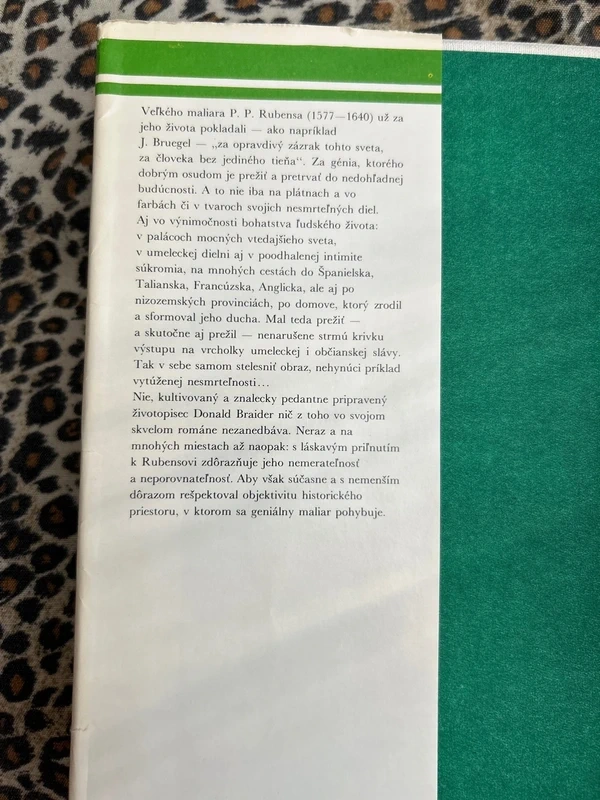 Veľkého maliara P. P. Rubensa (1577—1640) už za
jeho života pokladali — ako napríklad
J. Bruegel — „za opravdivý zázrak tohto sveta,
za človeka bez jediného tieňa“. Za génia, ktorého
dobrým osudom je prežiť a pretrvať do nedohľadnej
budúcnosti. A to nie iba na plátnach a vo
farbách či v tvaroch svojich nesmrteľných diel.
Aj vo výnimočnosti bohatstva ľudského života:
v palácoch mocných vtedajšieho sveta,
v umeleckej dielni aj v poodhalenej intimite
súkromia, na mnohých cestách do Španielska,
Talianska, Francúzska, Anglicka, ale aj po
nizozemských provinciách, po domove, ktorý zrodil
a sformoval jeho ducha. Mal teda prežiť —
a skutočne aj prežil — nenarušene strmú krivku
výstupu na vrcholky umeleckej i občianskej slávy.
Tak v sebe samom stelesniť obraz, nehynúci príklad
vytúženej nesmrteľnosti...
Nie, kultivovaný a znalecky pedantne pripravený
životopisec Donald Braider nič z toho vo svojom
skvelom románe nezanedbáva. Neraz a na
mnohých miestach až naopak: s láskavým priľnutím
k Rubensovi zdôrazňuje jeho nemerateľnosť
a neporovnateľnosť. Aby však súčasne a s nemenším
dôrazom rešpektoval objektivitu historického
priestoru, v ktorom sa geniálny maliar pohybuje.